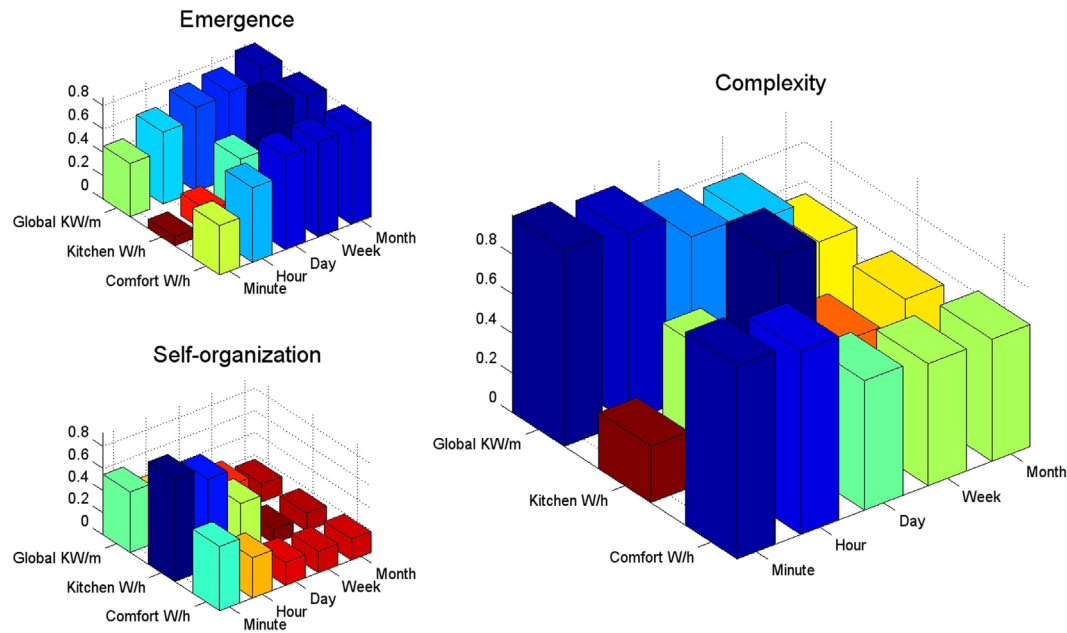 Emergence
0.8
0.6
0.4
0.2
0
Global KW/m
Kitchen W/h
Comfort W/h
Minute
Hour
Day
Week
Month
Self-organization
0.8
0.6
0.4
0.2
0
Global KW/m
Kitchen W/h
Comfort W/h
Minute
Hour
Day
Week
Month
Complexity
0.8
0.6
0.4
0.2
0
Global KW/m
Kitchen W/h
Comfort W/h
Minute
Hour
Day
Week
Month